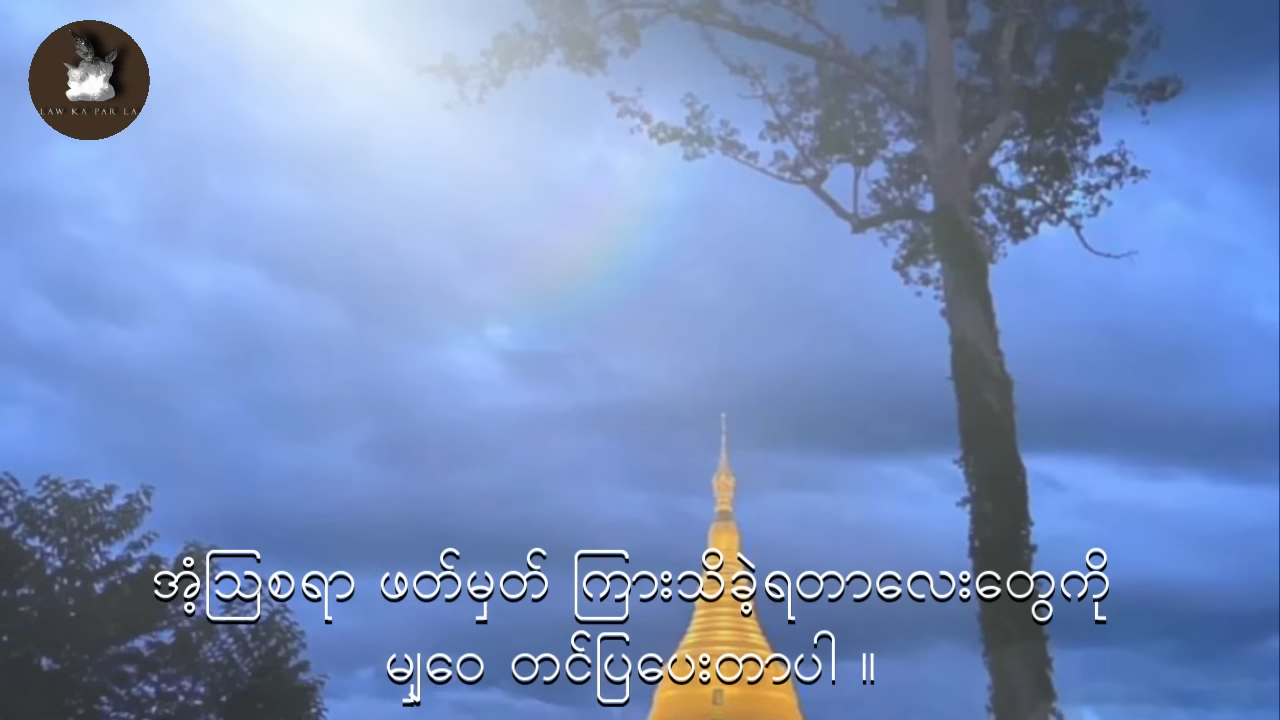 LAW KA PAR LA
အံ့ဩစရာ ဖတ်မှတ် ကြားသိခဲ့ရတာလေးတွေကို
မျှဝေ တင်ပြပေးတာပါ ။